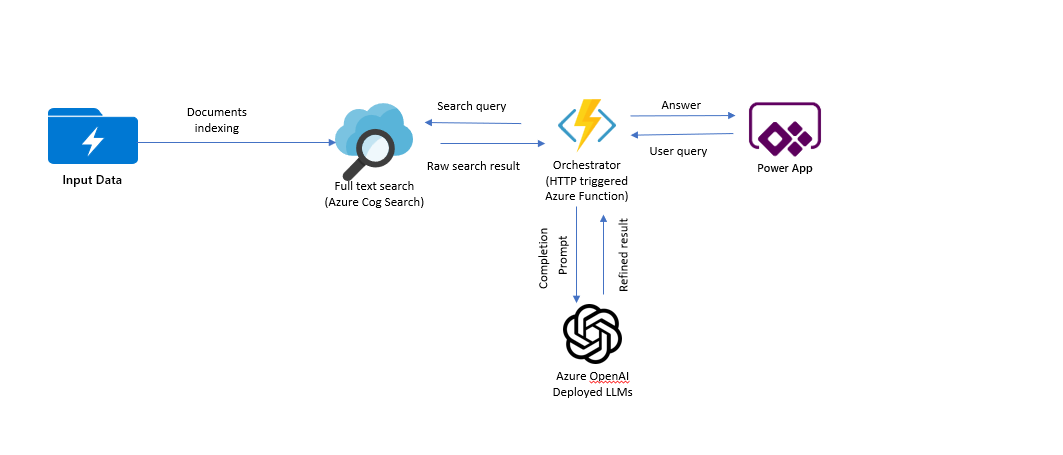 Documents
indexing
Input Data
Full text search
(Azure Cog Search)
Search query
Raw search result
Orchestrator
(HTTP triggered
Azure Function)
Answer
User query
Power App
Completion
Prompt
Refined result
Azure OpenAI
Deployed LLMs